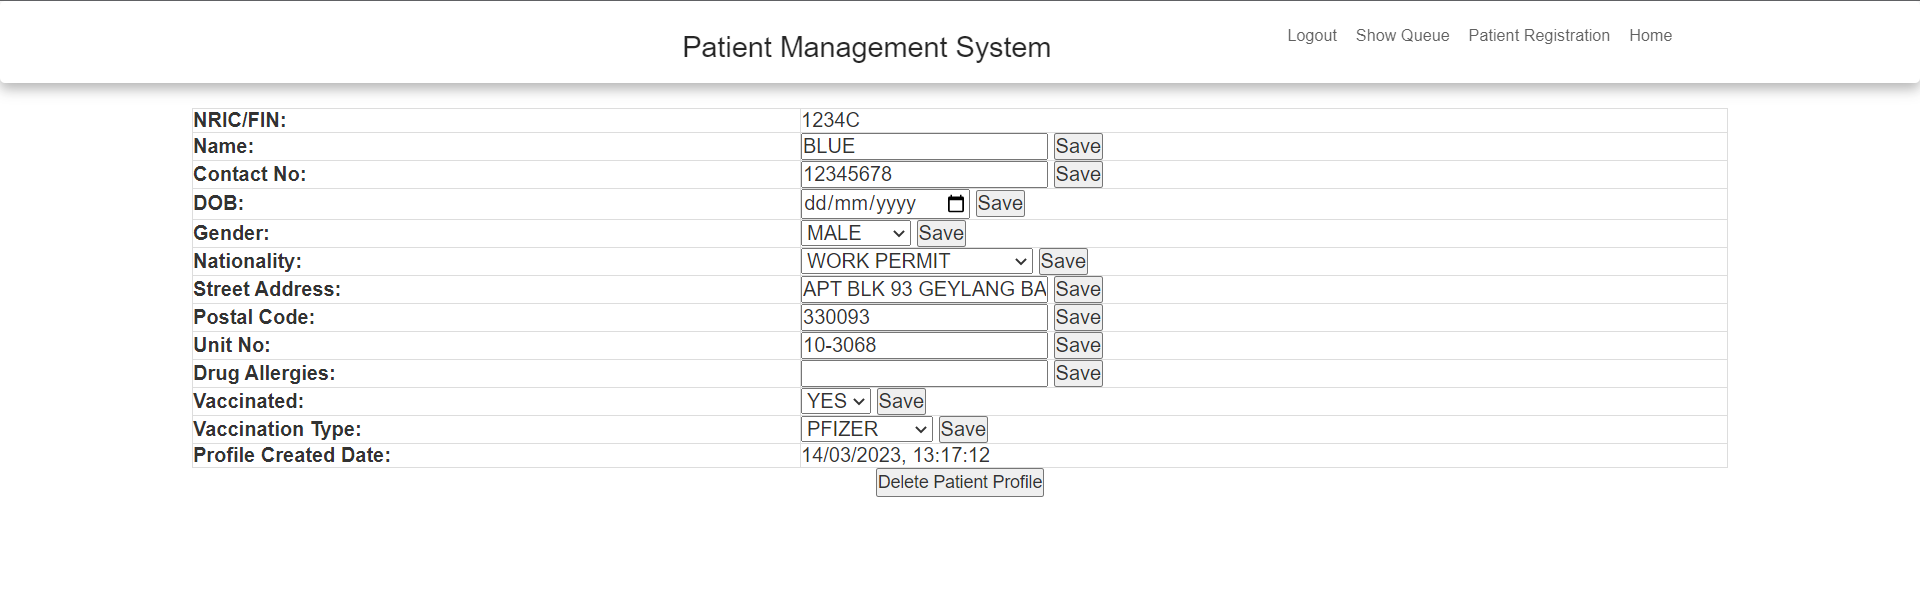 Patient Management System
Logout Show Queue Patient Registration Home
NRIC/FIN: 1234C
Name: BLUE Save
Contact No: 12345678 Save
DOB: dd/mm/yyyy Save
Gender: MALE Save
Nationality: WORK PERMIT Save
Street Address: APT BLK 93 GEYLANG BA Save
Postal Code: 330093 Save
Unit No: 10-3068 Save
Drug Allergies: Save
Vaccinated: YES Save
Vaccination Type: PFIZER Save
Profile Created Date: 14/03/2023, 13:17:12
Delete Patient Profile